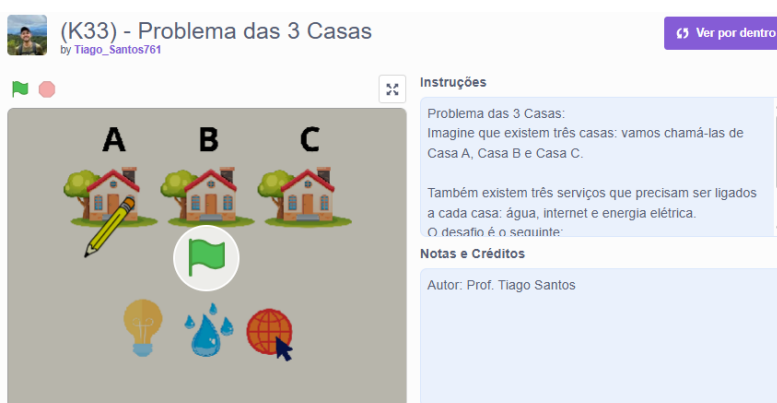 (K33) - Problema das 3 Casas
by Tiago_Santos761
Ver por dentro
A B C
Instruções
Problema das 3 Casas:
Imagine que existem três casas: vamos chamá-las de
Casa A, Casa B e Casa C.
Também existem três serviços que precisam ser ligados
a cada casa: água, internet e energia elétrica.
O desafio é o seguinte:
Notas e Créditos
Autor: Prof. Tiago Santos